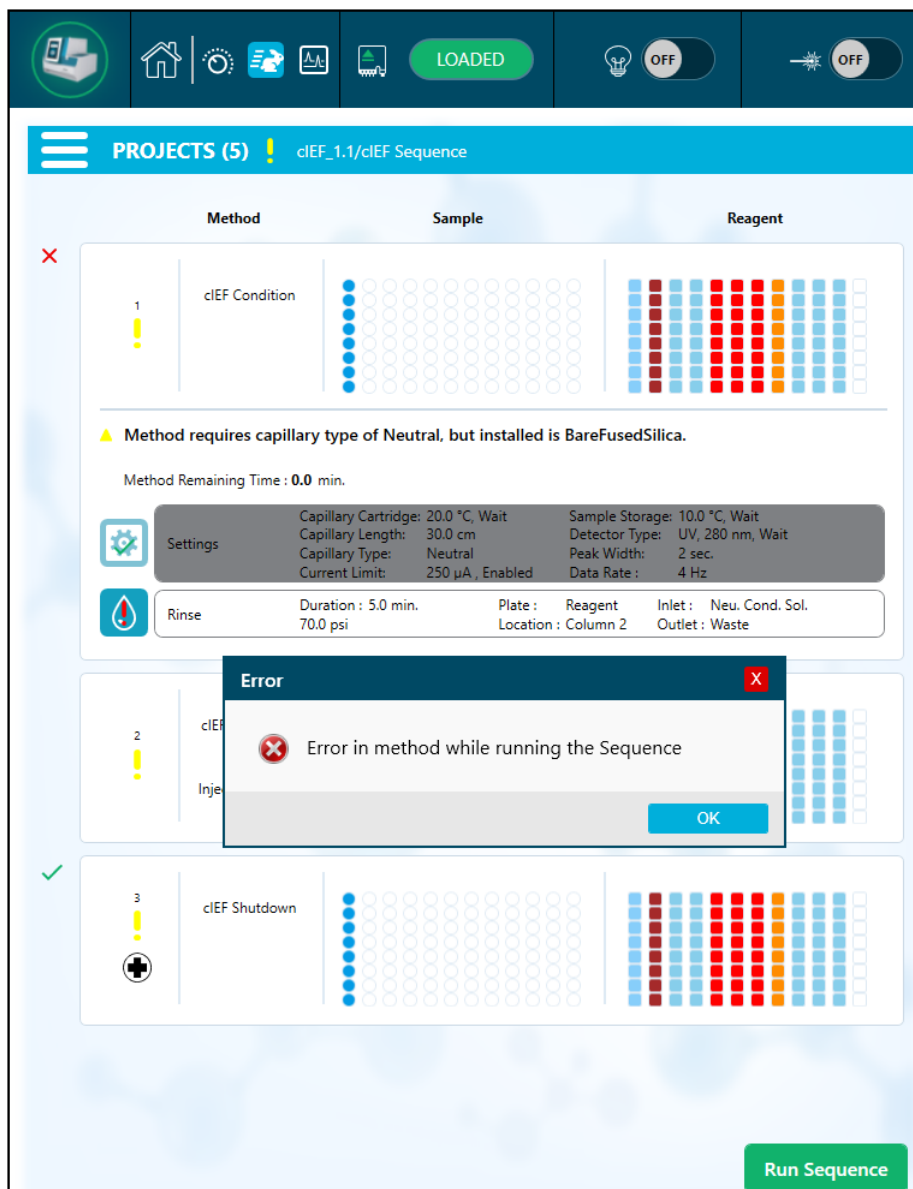 LOADED
OFF
OFF
PROJECTS (5) ! cIEF_1.1/cIEF Sequence
Method Sample Reagent
1 cIEF Condition
Method requires capillary type of Neutral, but installed is BareFusedSilica.
Method Remaining Time : 0.0 min.
Settings
Capillary Cartridge: 20.0 °C, Wait Sample Storage: 10.0 °C, Wait
Capillary Length: 30.0 cm Detector Type: UV, 280 nm, Wait
Capillary Type: Neutral Peak Width: 2 sec.
Current Limit: 250 µA , Enabled Data Rate : 4 Hz
Rinse
Duration : 5.0 min. Plate : Reagent Inlet : Neu. Cond. Sol.
70.0 psi Location : Column 2 Outlet : Waste
Error X
Error in method while running the Sequence
OK
2 cIEF
Inje
3 cIEF Shutdown
Run Sequence